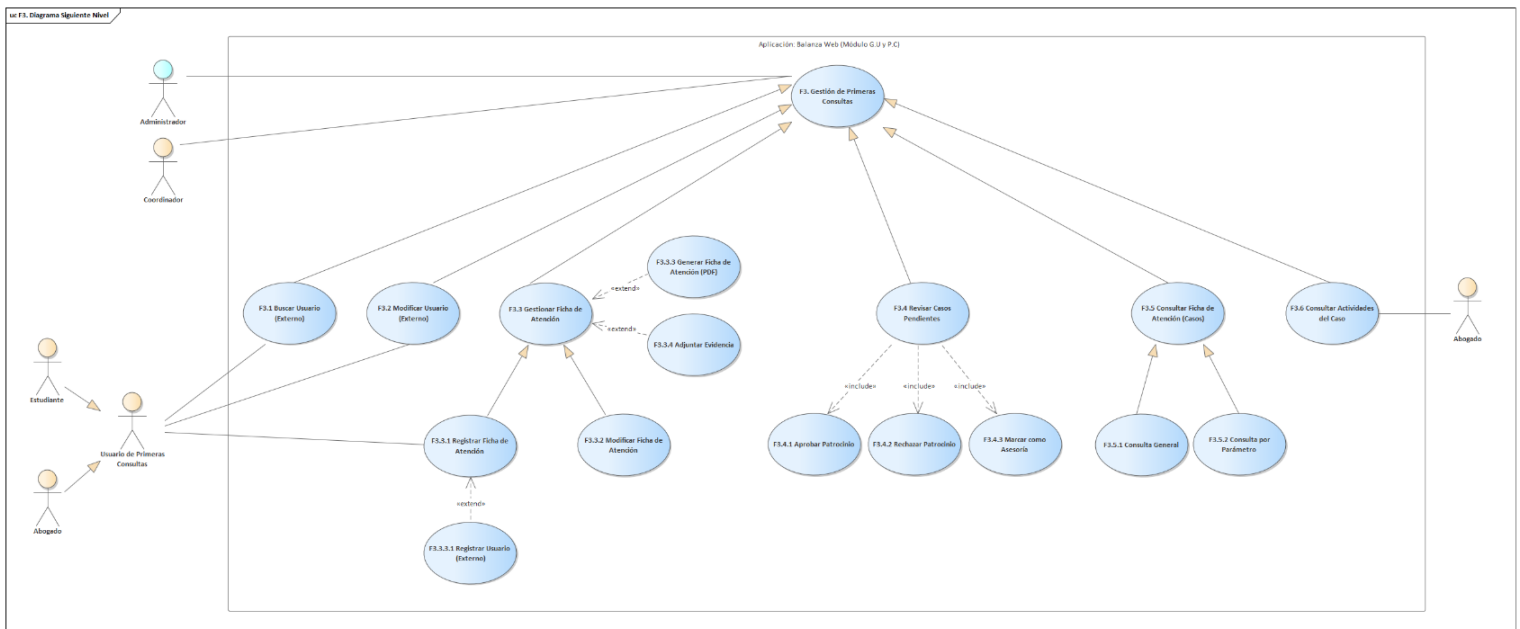 uc F3. Diagrama Siguiente Nivel
Aplicación: Balanza Web (Módulo G.U y P.C)
Administrador
F3. Gestión de Primeras
Consultas
Coordinador
F3.3.3 Generar Ficha de
Atención (PDF)
«extend»
F3.1 Buscar Usuario
(Externo)
F3.2 Modificar Usuario
(Externo)
F3.3 Gestionar Ficha de
Atención
«extend»
F3.3.4 Adjuntar Evidencia
F3.4 Revisar Casos
Pendientes
F3.5 Consultar Ficha de
Atención (Casos)
F3.6 Consultar Actividades
del Caso
Abogado
Estudiante
Usuario de Primeras
Consultas
Abogado
«include»
«include»
«include»
F3.3.1 Registrar Ficha de
Atención
F3.3.2 Modificar Ficha de
Atención
F3.4.1 Aprobar Patrocinio
F3.4.2 Rechazar Patrocinio
F3.4.3 Marcar como
Asesoría
F3.5.1 Consulta General
F3.5.2 Consulta por
Parámetro
«extend»
F3.3.3.1 Registrar Usuario
(Externo)